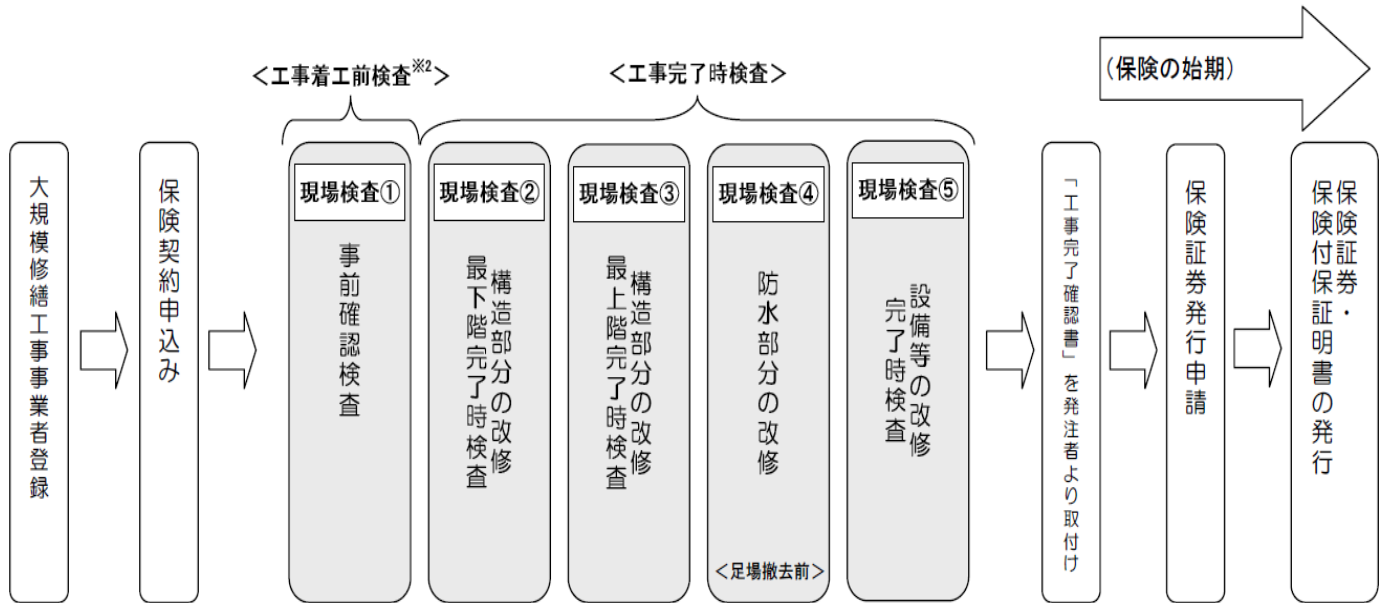 ＜工事着工前検査※2＞
＜工事完了時検査＞
(保険の始期)
大規模修繕工事事業者登録
保険契約申込み
現場検査①
事前確認検査
現場検査②
構造部分の改修
最下階完了時検査
現場検査③
構造部分の改修
最上階完了時検査
現場検査④
防水部分の改修
＜足場撤去前＞
現場検査⑤
設備等の改修
完了時検査
「工事完了確認書」を発注者より取付け
保険証券発行申請
保険証券・
保険付保証明書の発行